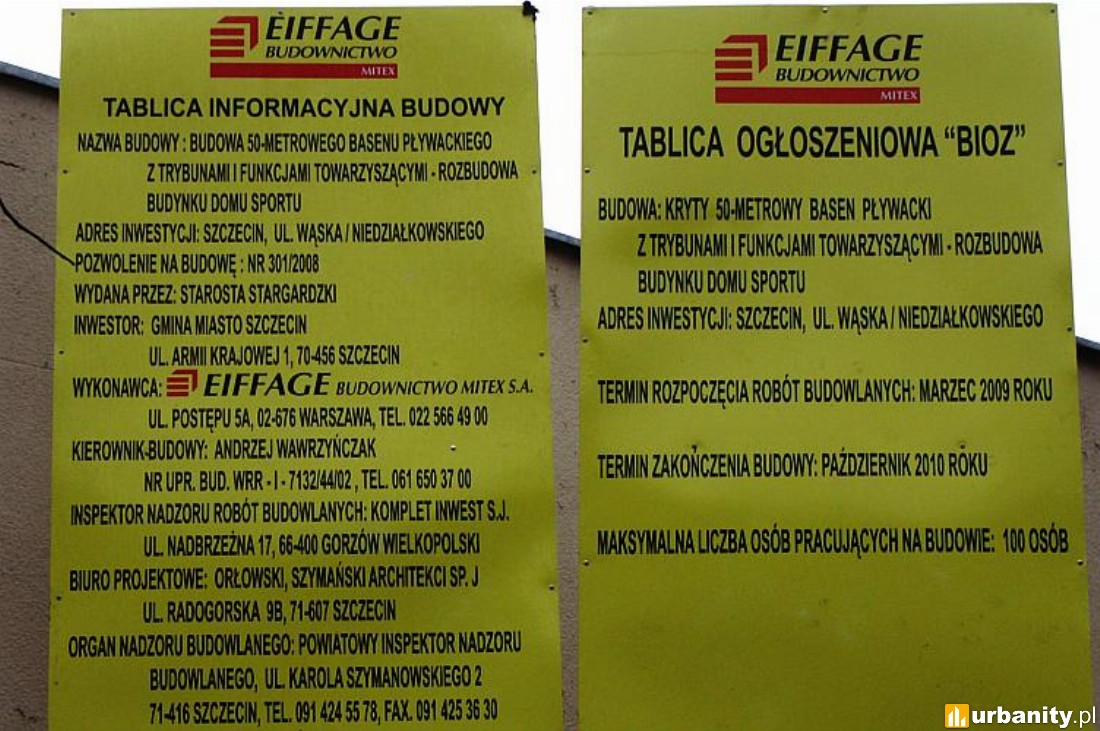 EIFFAGE
BUDOWNICTWO
MITEX
TABLICA INFORMACYJNA BUDOWY
NAZWA BUDOWY : BUDOWA 50-METROWEGO BASENU PŁYWACKIEGO
Z TRYBUNAMI I FUNKCJAMI TOWARZYSZĄCYMI - ROZBUDOWA
BUDYNKU DOMU SPORTU
ADRES INWESTYCJI: SZCZECIN, UL. WĄSKA / NIEDZIAŁKOWSKIEGO
POZWOLENIE NA BUDOWĘ : NR 301/2008
WYDANA PRZEZ: STAROSTA STARGARDZKI
INWESTOR: GMINA MIASTO SZCZECIN
UL. ARMII KRAJOWEJ 1, 70-456 SZCZECIN
WYKONAWCA: EIFFAGE BUDOWNICTWO MITEX S.A.
UL. POSTĘPU 5A, 02-676 WARSZAWA, TEL. 022 566 49 00
KIEROWNIK-BUDOWY: ANDRZEJ WAWRZYŃCZAK
NR UPR. BUD. WRR - I - 7132/44/02 , TEL. 061 650 37 00
INSPEKTOR NADZORU ROBÓT BUDOWLANYCH: KOMPLET INWEST S.J.
UL. NADBRZEŻNA 17, 66-400 GORZÓW WIELKOPOLSKI
BIURO PROJEKTOWE: ORŁOWSKI, SZYMAŃSKI ARCHITEKCI SP. J
UL. RADOGORSKA 9B, 71-607 SZCZECIN
ORGAN NADZORU BUDOWLANEGO: POWIATOWY INSPEKTOR NADZORU
BUDOWLANEGO, UL. KAROLA SZYMANOWSKIEGO 2
71-416 SZCZECIN, TEL. 091 424 55 78, FAX. 091 425 36 30
EIFFAGE
BUDOWNICTWO
MITEX
TABLICA OGŁOSZENIOWA "BIOZ"
BUDOWA: KRYTY 50-METROWY BASEN PŁYWACKI
Z TRYBUNAMI I FUNKCJAMI TOWARZYSZĄCYMI - ROZBUDOWA
BUDYNKU DOMU SPORTU
ADRES INWESTYCJI: SZCZECIN, UL. WĄSKA / NIEDZIAŁKOWSKIEGO
TERMIN ROZPOCZĘCIA ROBÓT BUDOWLANYCH: MARZEC 2009 ROKU
TERMIN ZAKOŃCZENIA BUDOWY: PAŹDZIERNIK 2010 ROKU
MAKSYMALNA LICZBA OSÓB PRACUJĄCYCH NA BUDOWIE: 100 OSÓB
urbanity.pl